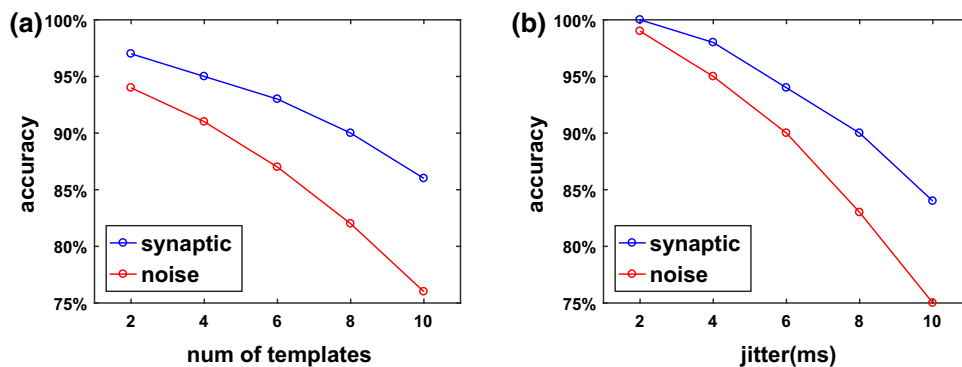 (a)
100%
95%
90%
85%
80%
75%
accuracy
synaptic
noise
2 4 6 8 10
num of templates
(b)
100%
95%
90%
85%
80%
75%
accuracy
synaptic
noise
2 4 6 8 10
jitter(ms)